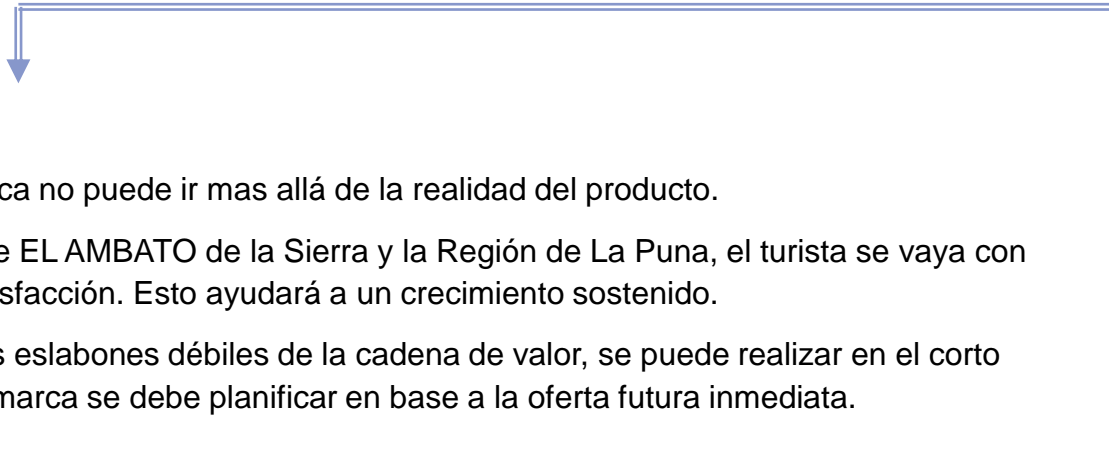 ca no puede ir mas allá de la realidad del producto.
e EL AMBATO de la Sierra y la Región de La Puna, el turista se vaya con
sfacción. Esto ayudará a un crecimiento sostenido.
s eslabones débiles de la cadena de valor, se puede realizar en el corto
marca se debe planificar en base a la oferta futura inmediata.